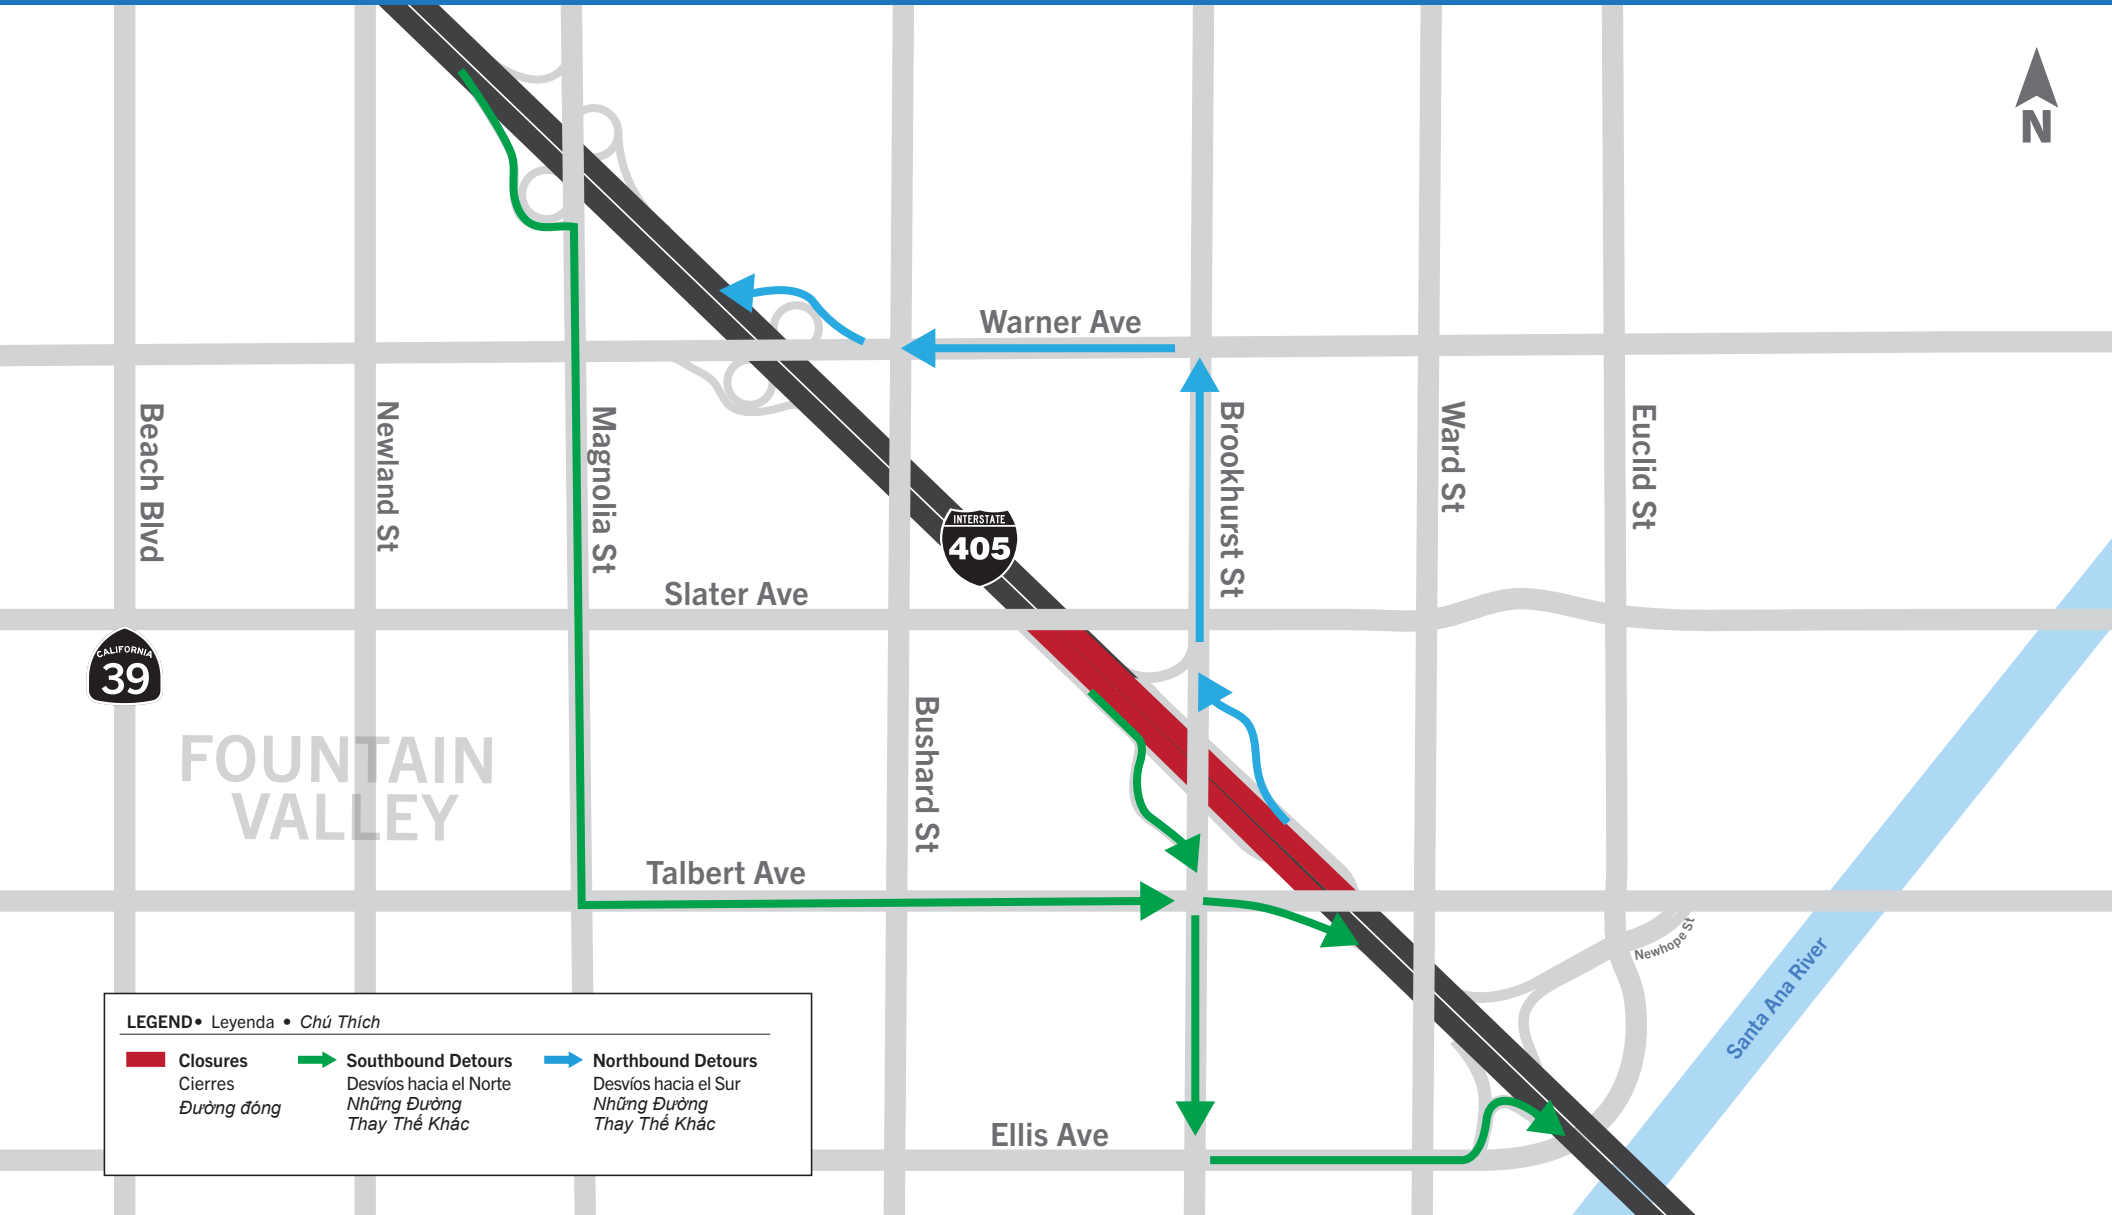 N
Warner Ave
Beach Blvd
Newland St
Magnolia St
Brookhurst St
Ward St
Euclid St
INTERSTATE
405
Slater Ave
CALIFORNIA
39
FOUNTAIN
VALLEY
Bushard St
Talbert Ave
Newhope St
Santa Ana River
LEGEND• Leyenda • Chú Thích
Closures
Cierres
Đường đóng
Southbound Detours
Desvíos hacia el Norte
Những Đường
Thay Thế Khác
Northbound Detours
Desvíos hacia el Sur
Những Đường
Thay Thế Khác
Ellis Ave